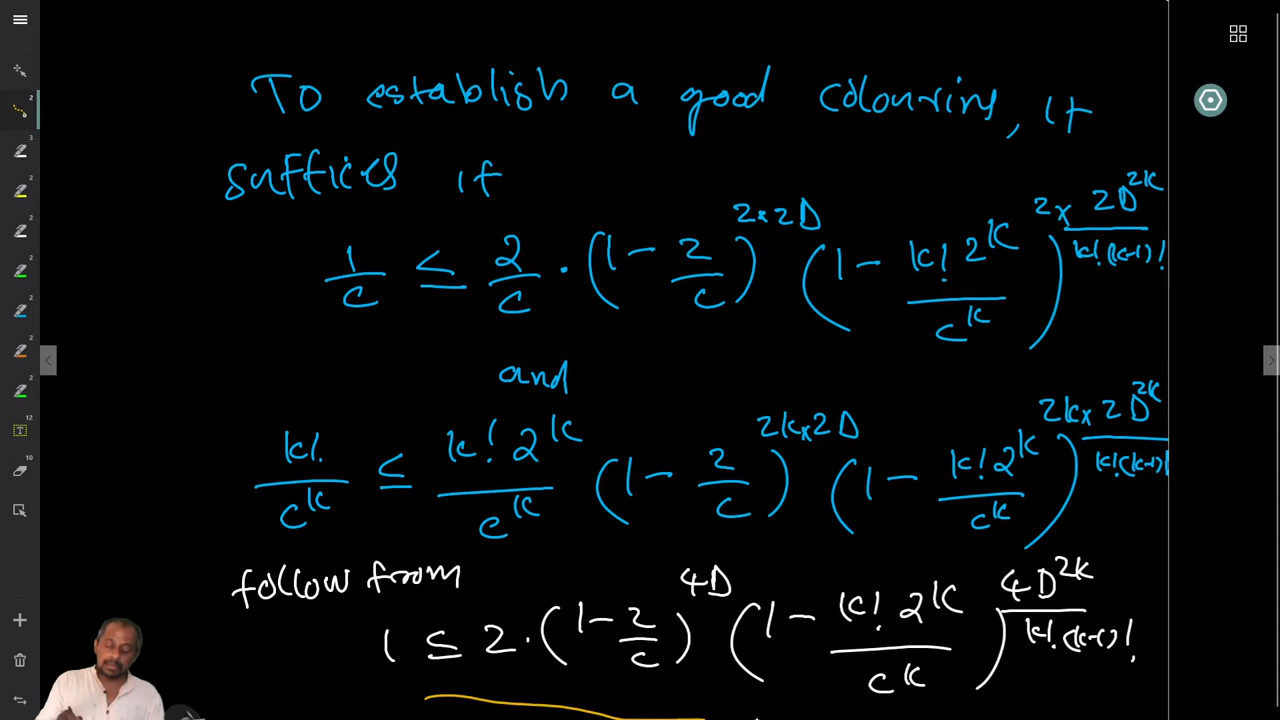 To establish a good colouring, it
suffices if
1/c ≤ 2/c · (1 - 2/c)^{2×2D} (1 - k! 2^k / c^k)^{2× 2D^{2k} / k!(k-1)!}
and
k!/c^k ≤ k! 2^k / c^k (1 - 2/c)^{2k×2D} (1 - k! 2^k / c^k)^{2k× 2D^{2k} / k!(k-1)!}
follow from
1 ≤ 2 · (1 - 2/c)^{4D} (1 - k! 2^k / c^k)^{4D^{2k} / k!(k-1)!}